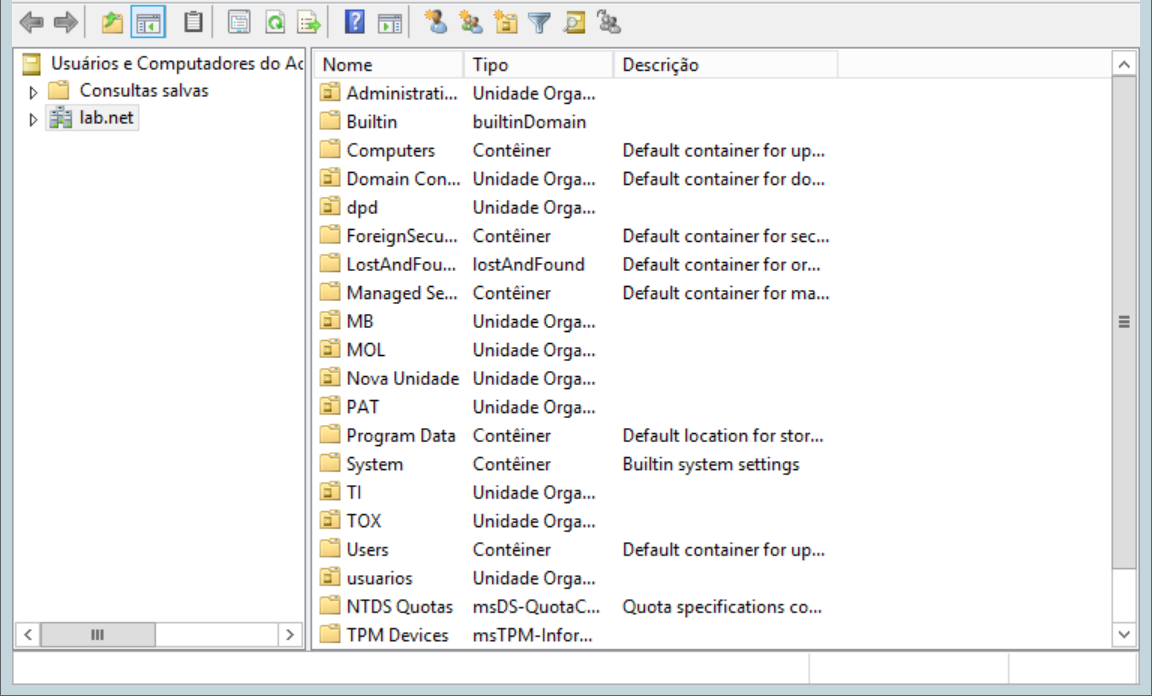 Usuários e Computadores do Ac
Consultas salvas
lab.net
Nome Tipo Descrição
Administrati... Unidade Orga...
Builtin builtinDomain
Computers Contêiner Default container for up...
Domain Con... Unidade Orga... Default container for do...
dpd Unidade Orga...
ForeignSecu... Contêiner Default container for sec...
LostAndFou... lostAndFound Default container for or...
Managed Se... Contêiner Default container for ma...
MB Unidade Orga...
MOL Unidade Orga...
Nova Unidade Unidade Orga...
PAT Unidade Orga...
Program Data Contêiner Default location for stor...
System Contêiner Builtin system settings
TI Unidade Orga...
TOX Unidade Orga...
Users Contêiner Default container for up...
usuarios Unidade Orga...
NTDS Quotas msDS-QuotaC... Quota specifications co...
TPM Devices msTPM-Infor...